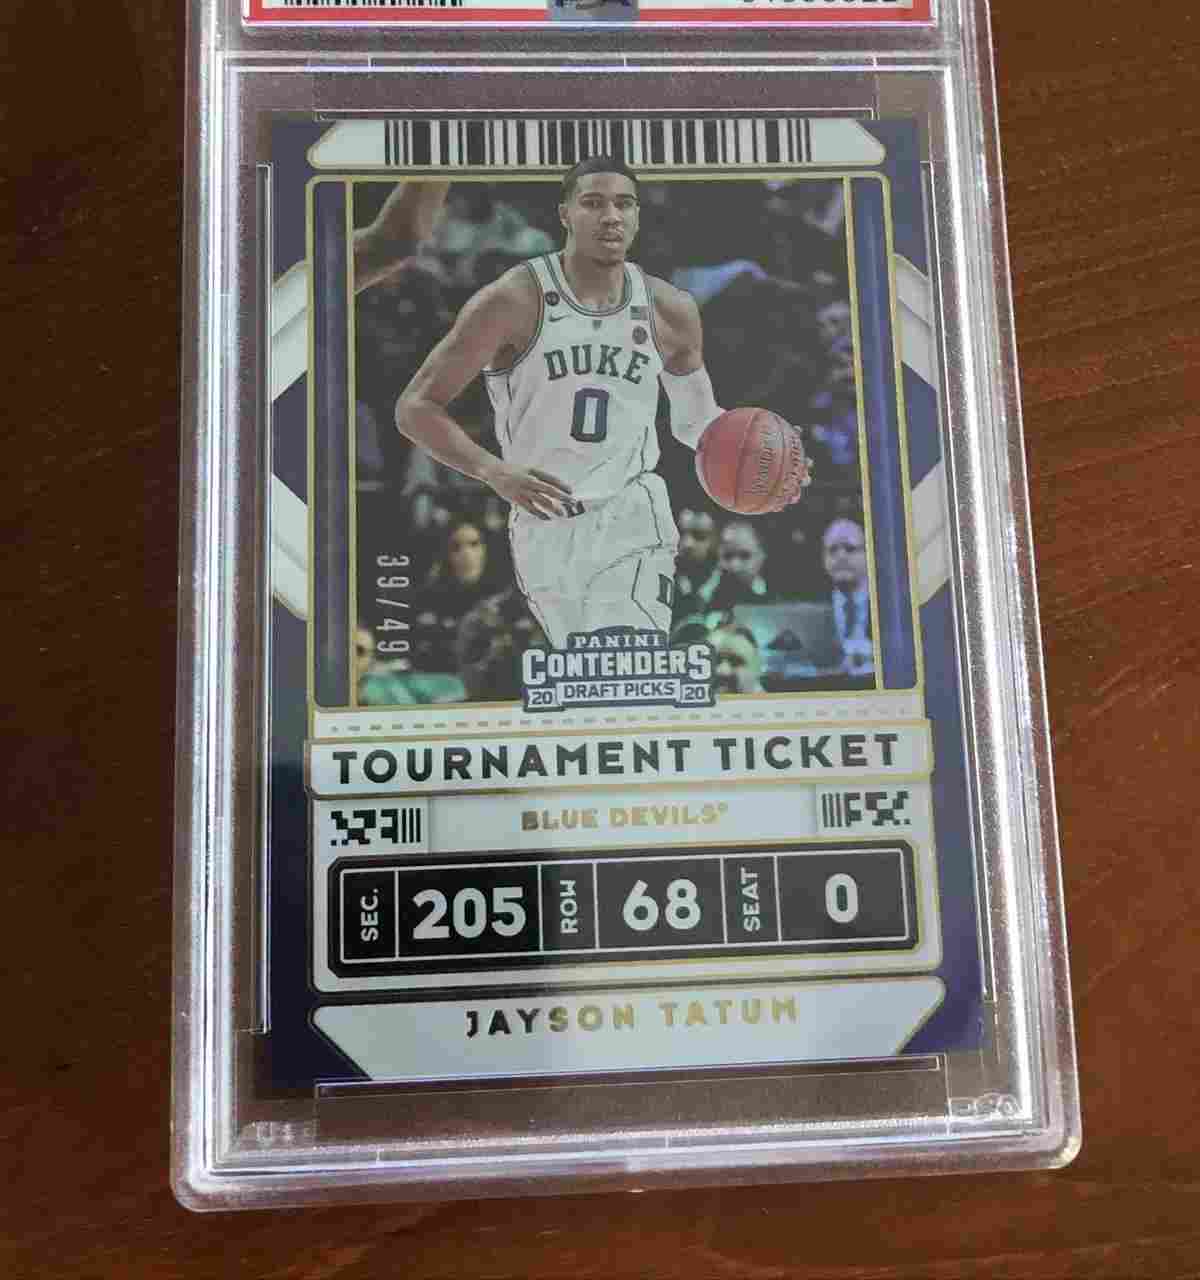 DUKE
0
39/49
PANINI
CONTENDERS
20 DRAFT PICKS 20
TOURNAMENT TICKET
BLUE DEVILS®
SEC. 205 ROW 68 SEAT 0
JAYSON TATUM